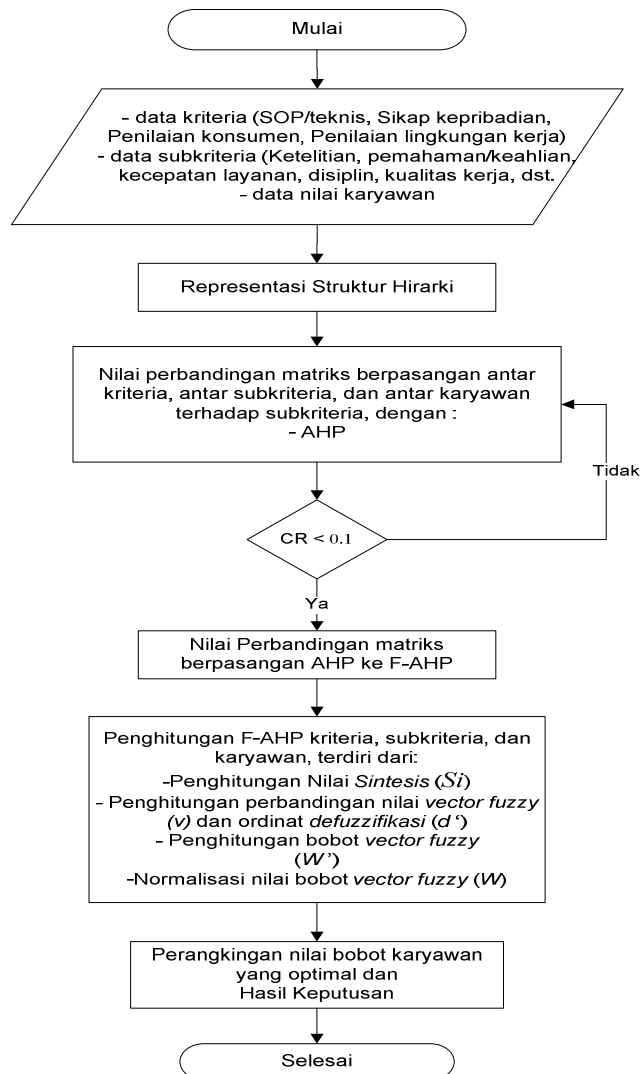 Mulai
- data kriteria (SOP/teknis, Sikap kepribadian,
Penilaian konsumen, Penilaian lingkungan kerja)
- data subkriteria (Ketelitian, pemahaman/keahlian,
kecepatan layanan, disiplin, kualitas kerja, dst.
- data nilai karyawan
Representasi Struktur Hirarki
Nilai perbandingan matriks berpasangan antar
kriteria, antar subkriteria, dan antar karyawan
terhadap subkriteria, dengan :
- AHP
Tidak
CR < 0.1
Ya
Nilai Perbandingan matriks
berpasangan AHP ke F-AHP
Penghitungan F-AHP kriteria, subkriteria, dan
karyawan, terdiri dari:
-Penghitungan Nilai Sintesis (Si)
- Penghitungan perbandingan nilai vector fuzzy
(v) dan ordinat defuzzifikasi (d ‘)
- Penghitungan bobot vector fuzzy
(W’)
-Normalisasi nilai bobot vector fuzzy (W)
Perangkingan nilai bobot karyawan
yang optimal dan
Hasil Keputusan
Selesai